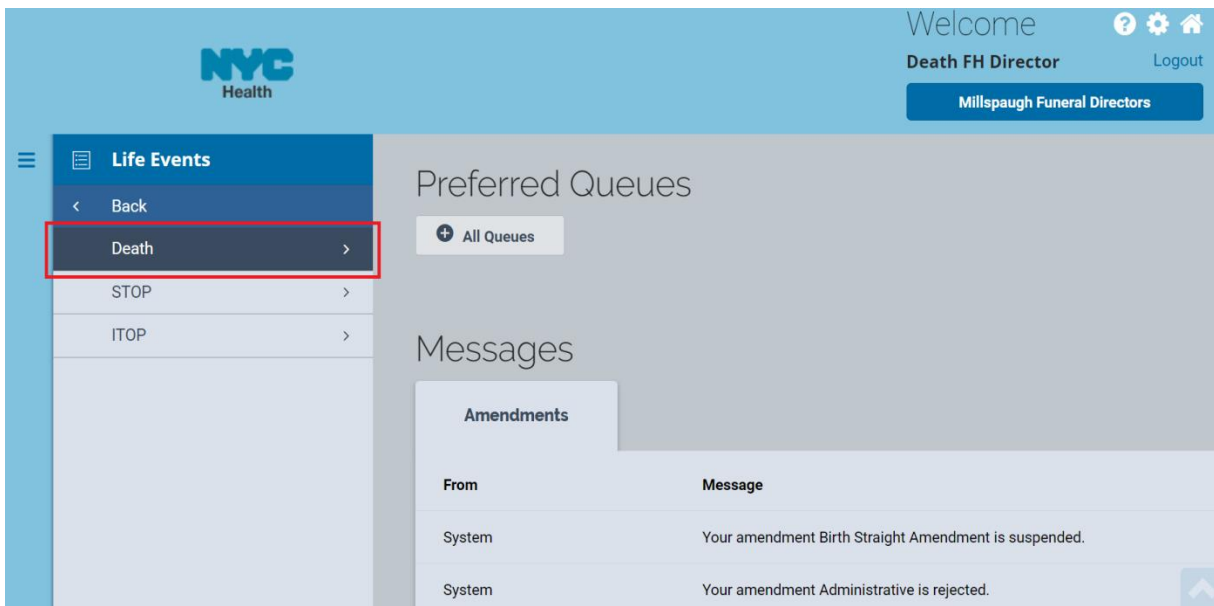 Welcome
NYC
Health
Death FH Director
Logout
Millspaugh Funeral Directors
Life Events
Back
Death
STOP
ITOP
Preferred Queues
All Queues
Messages
Amendments
From Message
System Your amendment Birth Straight Amendment is suspended.
System Your amendment Administrative is rejected.